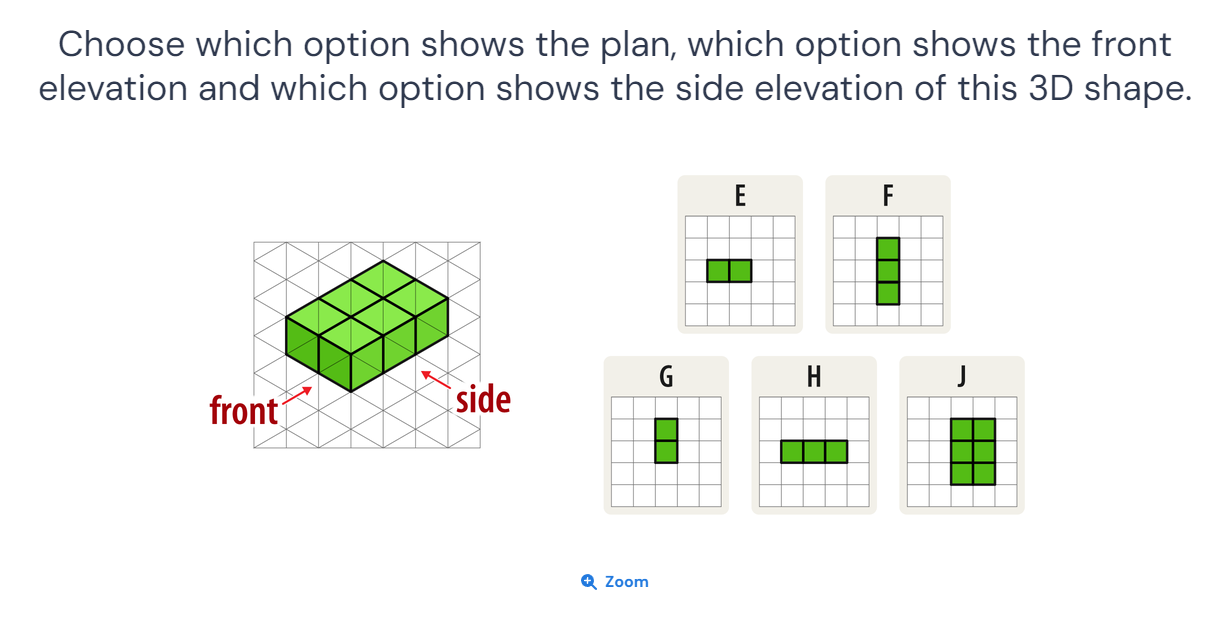 Choose which option shows the plan, which option shows the front
elevation and which option shows the side elevation of this 3D shape.
E
F
G
H
J
front
side
Zoom